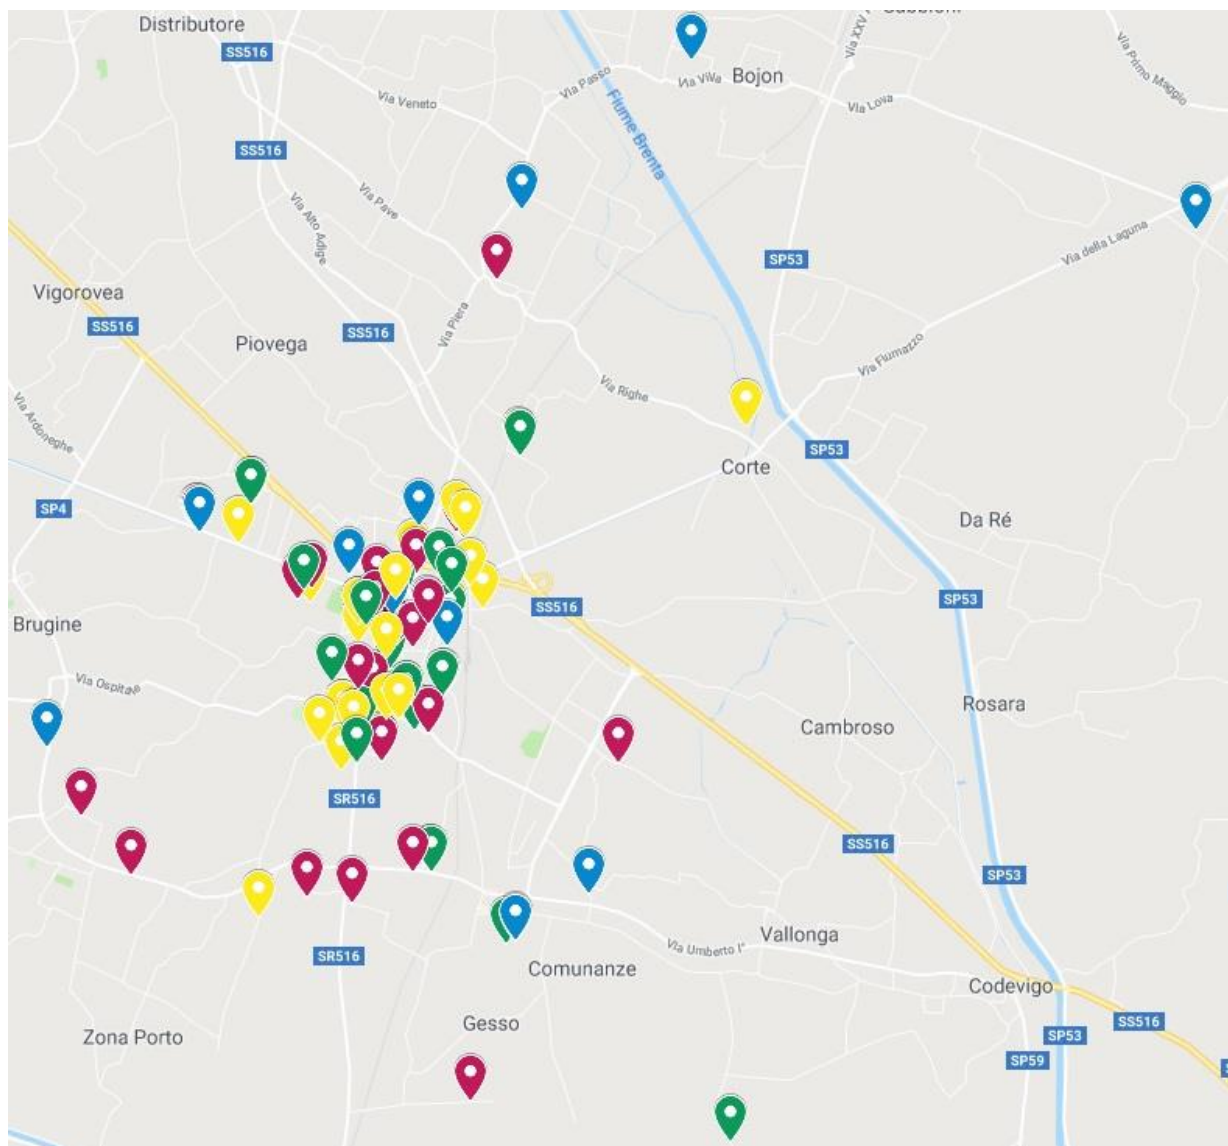 Distributore
SS516
Via Veneto
Via Passo
Bojon
Via Lova
Via Primo Maggio
Fiume Brenta
SS516
Via Pave
Via Alto Adige
Via della Laguna
SP53
Vigorovea
SS516
Piovega
SS516
Via Piera
Via Fiumazzo
Via Righe
Via Ardoneghe
SP53
Corte
SP4
Da Ré
SS516
SP53
Brugine
Via Ospitale
Rosara
Cambroso
SR516
SS516
SP53
Via Umberto I°
Vallonga
SR516
Comunanze
Codevigo
Gesso
SS516
Zona Porto
SP53
SP59